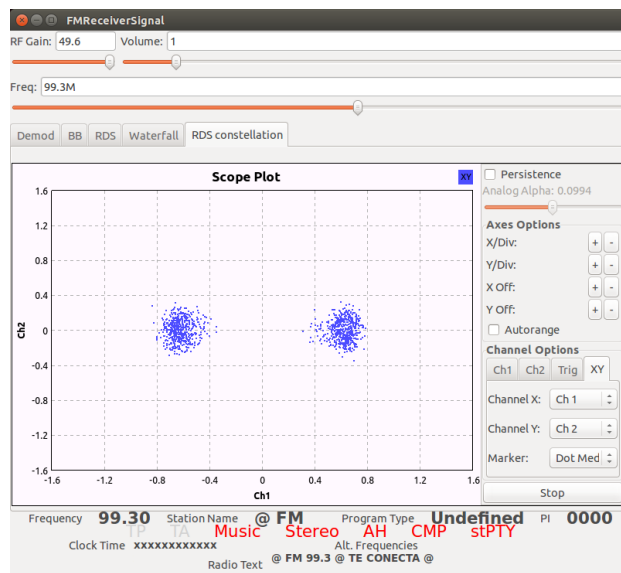 FMReceiverSignal
RF Gain: 49.6 Volume: 1
Freq: 99.3M
Demod BB RDS Waterfall RDS constellation
Scope Plot XY
1.6
1.2
0.8
0.4
0
-0.4
-0.8
-1.2
-1.6
Ch2
-1.6 -1.2 -0.8 -0.4 0 0.4 0.8 1.2 1.6
Ch1
Persistence
Analog Alpha: 0.0994
Axes Options
X/Div: + -
Y/Div: + -
X Off: + -
Y Off: + -
Autorange
Channel Options
Ch1 Ch2 Trig XY
Channel X: Ch 1
Channel Y: Ch 2
Marker: Dot Med
Stop
Frequency 99.30 Station Name @ FM Program Type Undefined PI 0000
TP TA Music Stereo AH CMP stPTY
Clock Time xxxxxxxxxxxx Alt. Frequencies
Radio Text @ FM 99.3 @ TE CONECTA @